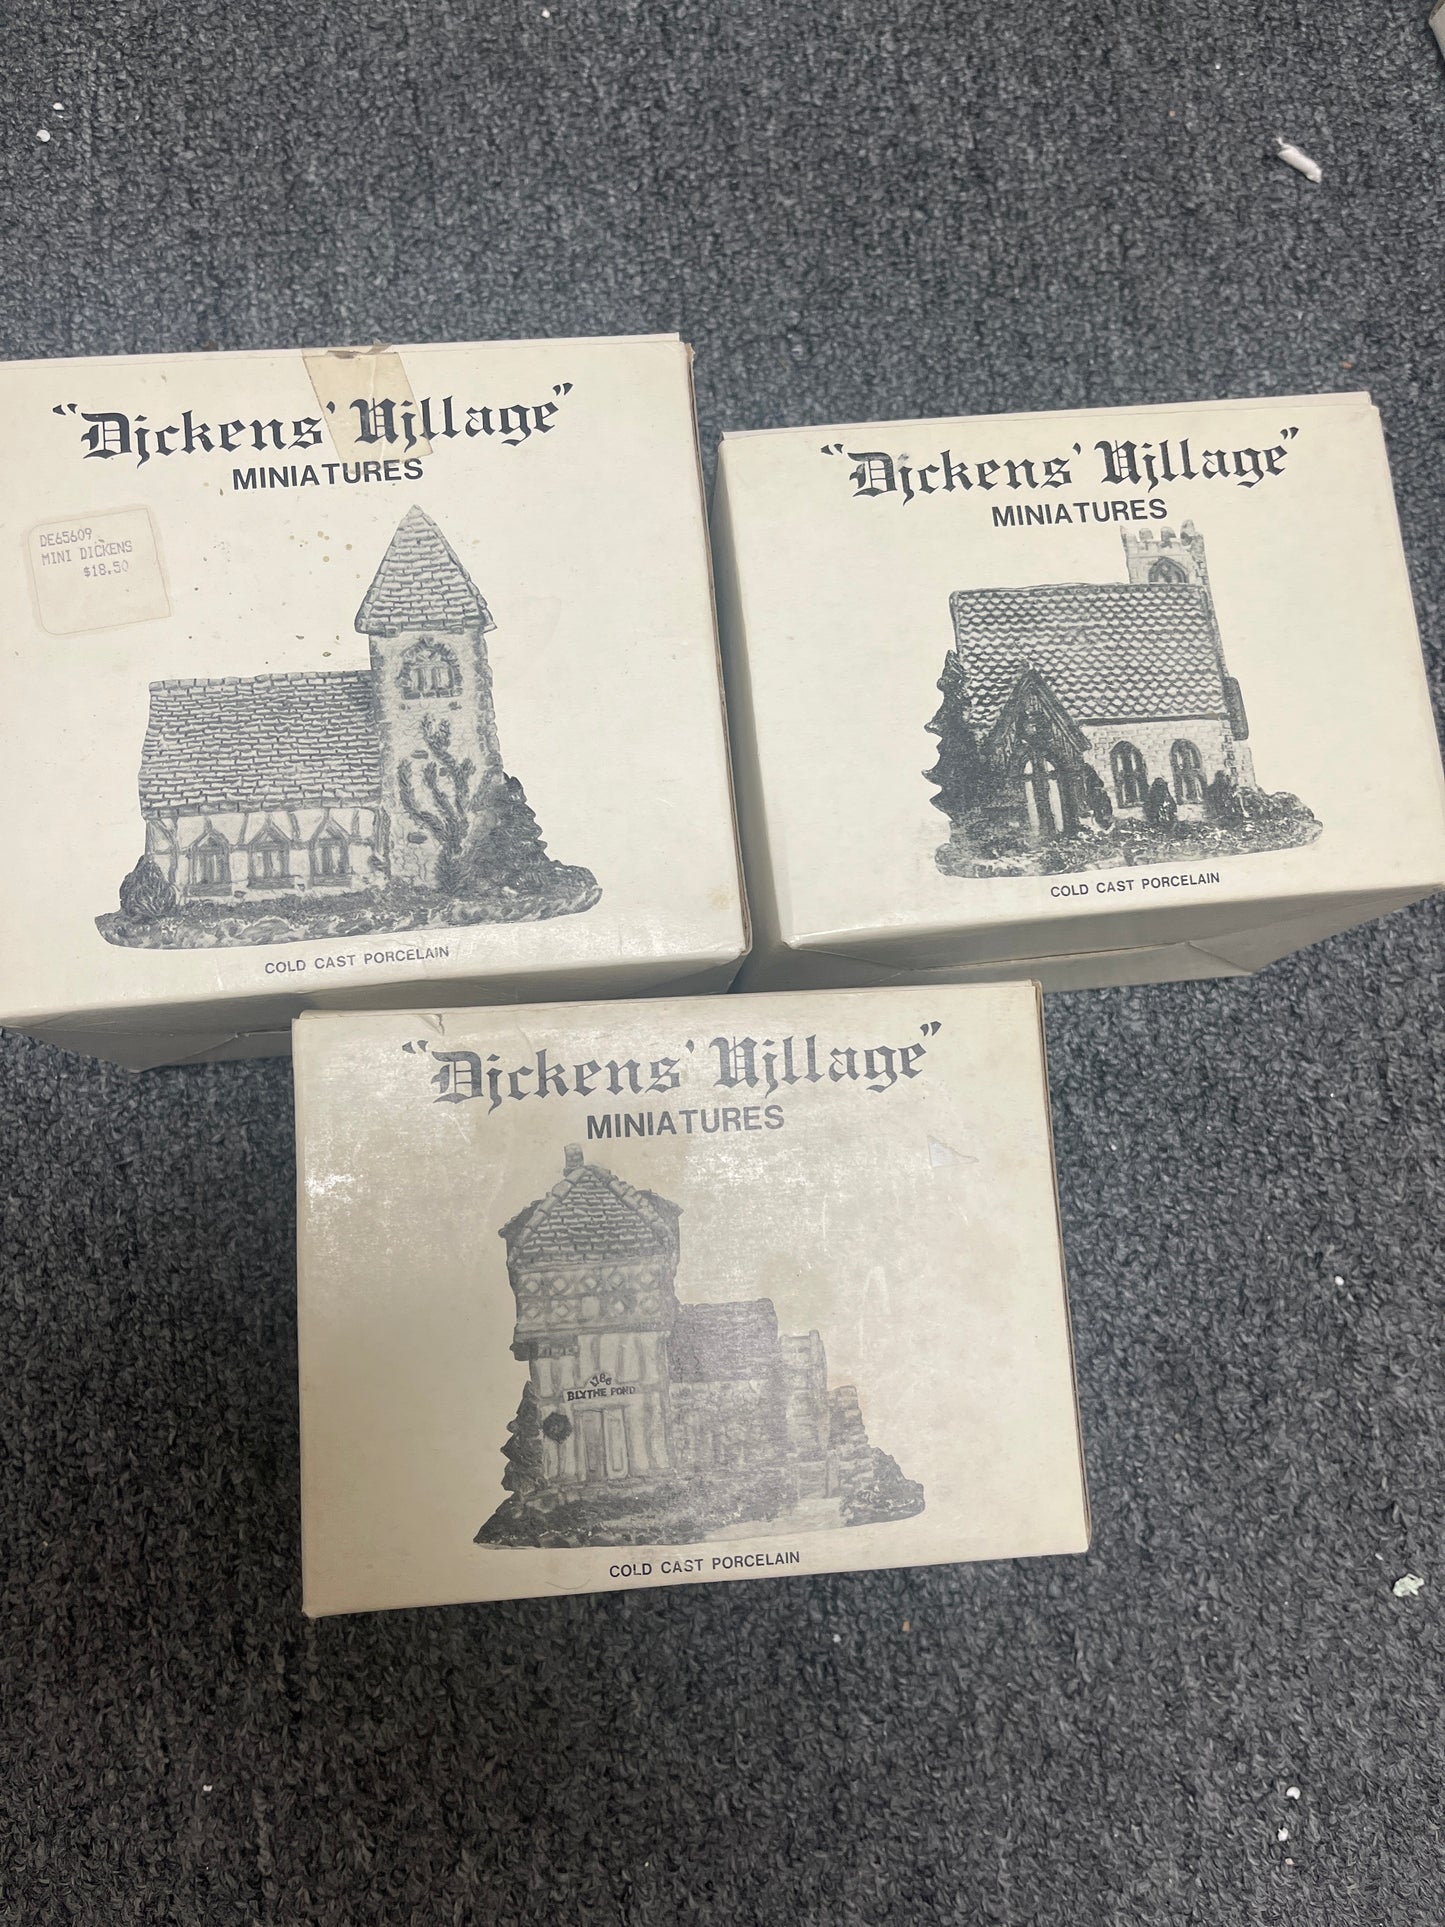 "Dickens' Village"
MINIATURES
DE65609
MINI DICKENS
$18.50
COLD CAST PORCELAIN
"Dickens' Village"
MINIATURES
COLD CAST PORCELAIN
"Dickens' Village"
MINIATURES
1786
BLYTHE POND
COLD CAST PORCELAIN